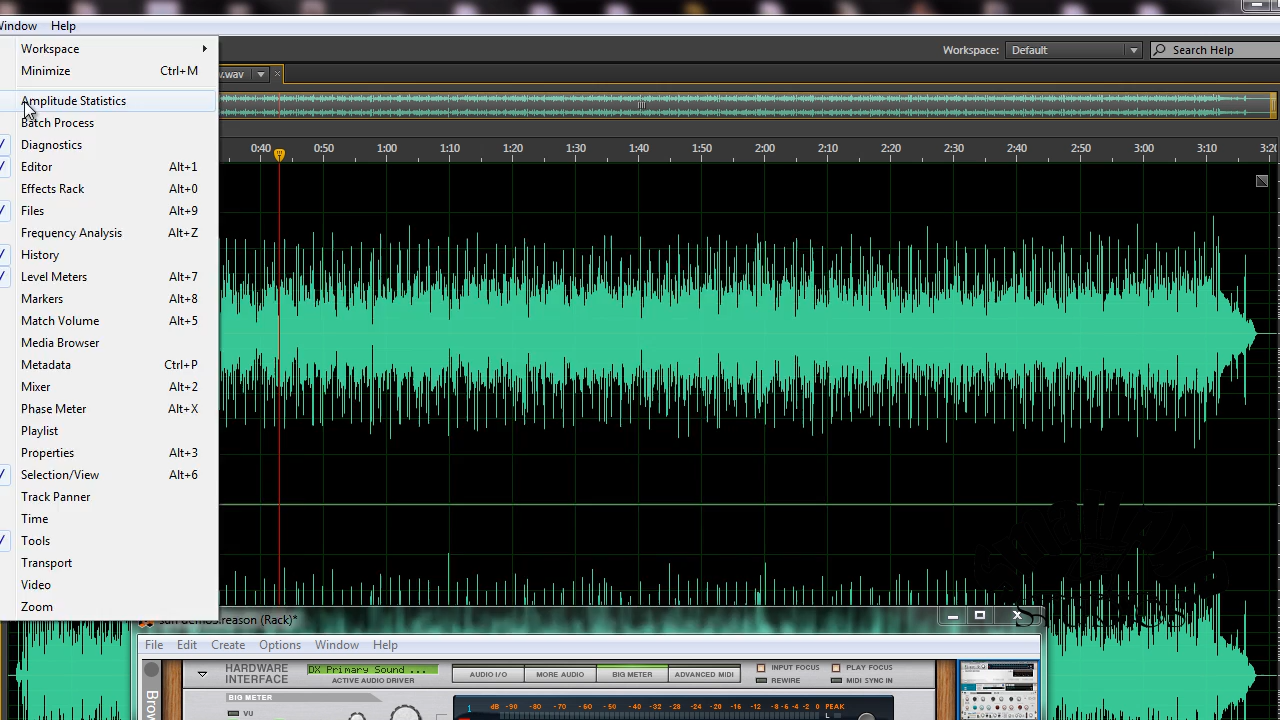 Window Help
Workspace
Minimize Ctrl+M
Amplitude Statistics
Batch Process
Diagnostics
Editor Alt+1
Effects Rack Alt+0
Files Alt+9
Frequency Analysis Alt+Z
History
Level Meters Alt+7
Markers Alt+8
Match Volume Alt+5
Media Browser
Metadata Ctrl+P
Mixer Alt+2
Phase Meter Alt+X
Playlist
Properties Alt+3
Selection/View Alt+6
Track Panner
Time
Tools
Transport
Video
Zoom
Workspace: Default Search Help
.wav
0:40 0:50 1:00 1:10 1:20 1:30 1:40 1:50 2:00 2:10 2:20 2:30 2:40 2:50 3:00 3:10 3:20
.reason (Rack)*
File Edit Create Options Window Help
HARDWARE INTERFACE
DX Primary Sound ...
ACTIVE AUDIO DRIVER
AUDIO I/O MORE AUDIO BIG METER ADVANCED MIDI
INPUT FOCUS PLAY FOCUS
REWIRE MIDI SYNC IN
BIG METER
VU
1 dB -90 -80 -70 -60 -50 -40 -30 -20 -12 -8 -6 -4 -2 0 PEAK
L
Brow